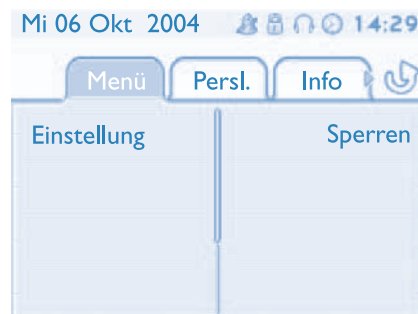 Mi 06 Okt 2004 14:29
Menü Persl. Info
Einstellung Sperren